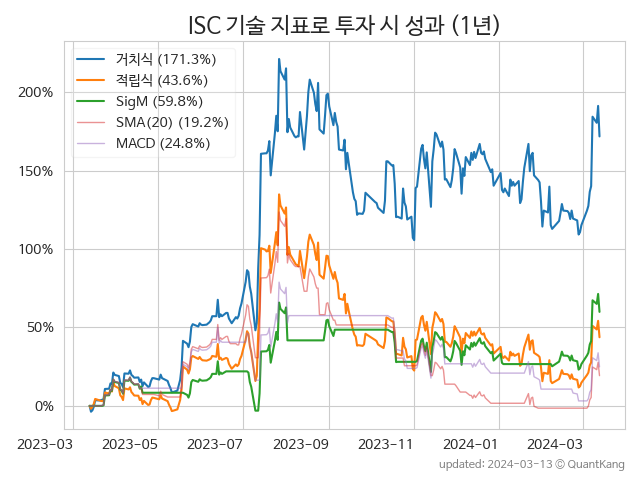 ISC 기술 지표로 투자 시 성과 (1년)
거치식 (171.3%)
적립식 (43.6%)
SigM (59.8%)
SMA(20) (19.2%)
MACD (24.8%)
200%
150%
100%
50%
0%
2023-03 2023-05 2023-07 2023-09 2023-11 2024-01 2024-03
updated: 2024-03-13 © QuantKang